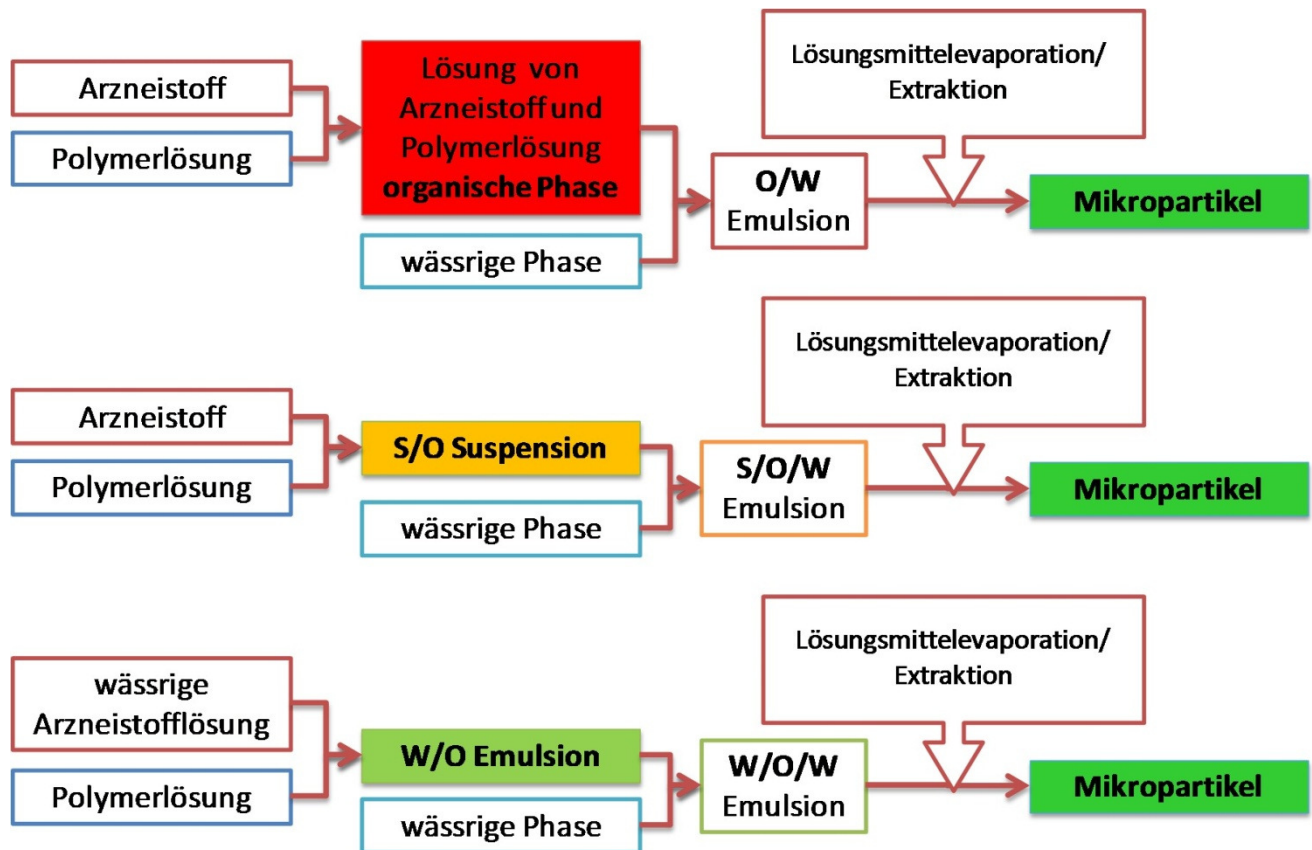 Arzneistoff
Polymerlösung
Lösung von
Arzneistoff und
Polymerlösung
organische Phase
wässrige Phase
O/W
Emulsion
Lösungsmittelevaporation/
Extraktion
Mikropartikel
Arzneistoff
Polymerlösung
S/O Suspension
wässrige Phase
S/O/W
Emulsion
Lösungsmittelevaporation/
Extraktion
Mikropartikel
wässrige
Arzneistofflösung
Polymerlösung
W/O Emulsion
wässrige Phase
W/O/W
Emulsion
Lösungsmittelevaporation/
Extraktion
Mikropartikel